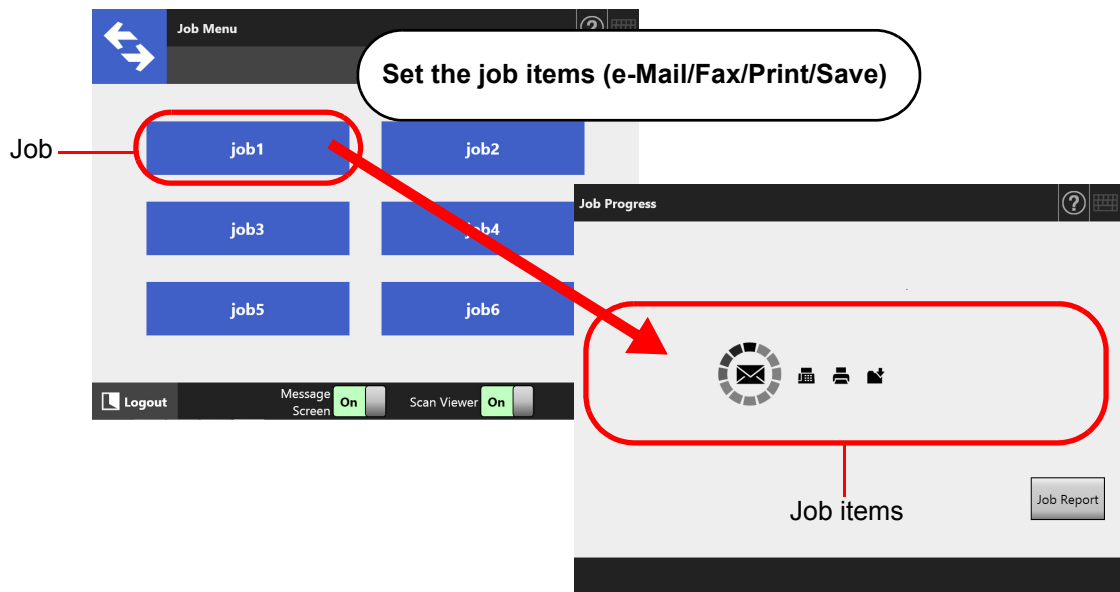 Job Menu
?
Set the job items (e-Mail/Fax/Print/Save)
Job
job1
job2
job3
job4
job5
job6
Logout
Message
Screen
On
Scan Viewer
On
Job Progress
?
Job items
Job Report